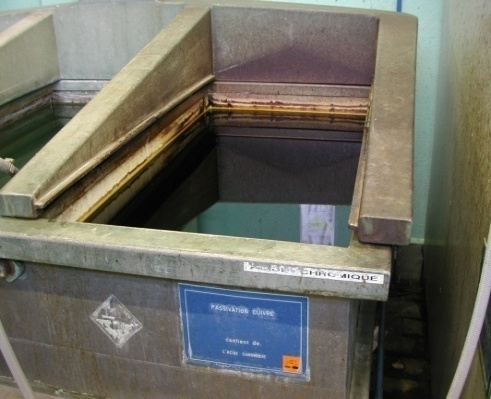 CHROMIQUE
PASSIVATION CUIVRE
contient de
L'ACIDE CHROMIQUE